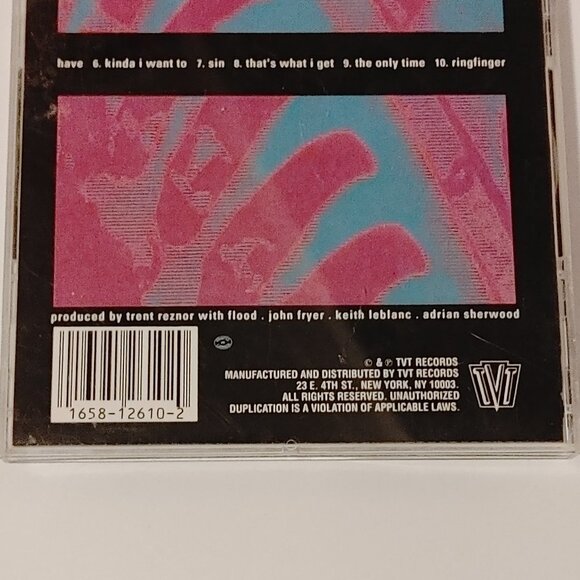 have 6. kinda i want to 7. sin 8. that's what i get 9. the only time 10. ringfinger
produced by trent reznor with flood . john fryer . keith leblanc . adrian sherwood
© & ℗ TVT RECORDS
MANUFACTURED AND DISTRIBUTED BY TVT RECORDS
23 E. 4TH ST., NEW YORK, NY 10003.
ALL RIGHTS RESERVED. UNAUTHORIZED
DUPLICATION IS A VIOLATION OF APPLICABLE LAWS.
TVT
1658-12610-2